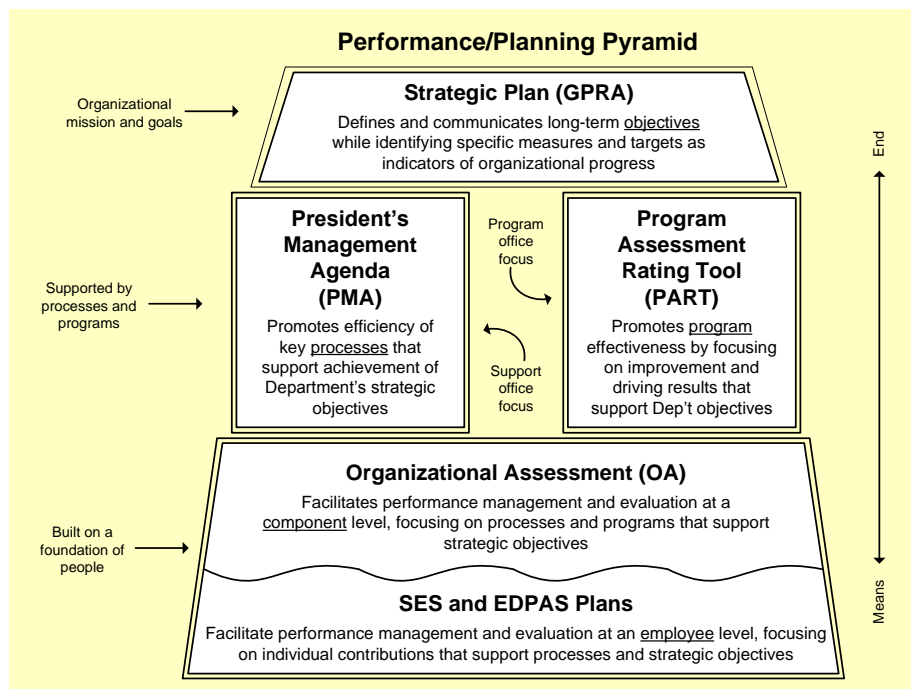 Performance/Planning Pyramid
Organizational
mission and goals
Strategic Plan (GPRA)
Defines and communicates long-term objectives
while identifying specific measures and targets as
indicators of organizational progress
End
Supported by
processes and
programs
President's
Management
Agenda
(PMA)
Promotes efficiency of
key processes that
support achievement of
Department's strategic
objectives
Program
office
focus
Support
office
focus
Program
Assessment
Rating Tool
(PART)
Promotes program
effectiveness by focusing
on improvement and
driving results that
support Dep't objectives
Built on a
foundation of
people
Organizational Assessment (OA)
Facilitates performance management and evaluation at a
component level, focusing on processes and programs that support
strategic objectives
SES and EDPAS Plans
Facilitate performance management and evaluation at an employee level, focusing
on individual contributions that support processes and strategic objectives
Means